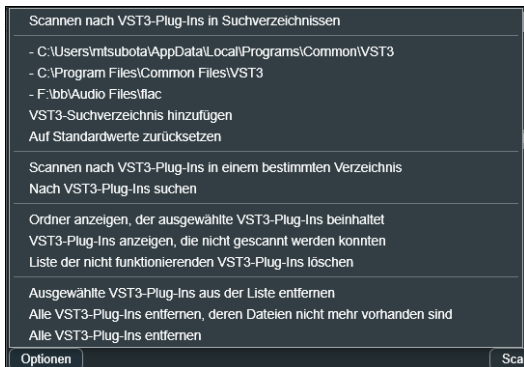 Scannen nach VST3-Plug-Ins in Suchverzeichnissen
- C:\Users\mtsubota\AppData\Local\Programs\Common\VST3
- C:\Program Files\Common Files\VST3
- F:\bb\Audio Files\flac
VST3-Suchverzeichnis hinzufügen
Auf Standardwerte zurücksetzen
Scannen nach VST3-Plug-Ins in einem bestimmten Verzeichnis
Nach VST3-Plug-Ins suchen
Ordner anzeigen, der ausgewählte VST3-Plug-Ins beinhaltet
VST3-Plug-Ins anzeigen, die nicht gescannt werden konnten
Liste der nicht funktionierenden VST3-Plug-Ins löschen
Ausgewählte VST3-Plug-Ins aus der Liste entfernen
Alle VST3-Plug-Ins entfernen, deren Dateien nicht mehr vorhanden sind
Alle VST3-Plug-Ins entfernen
Optionen Sca